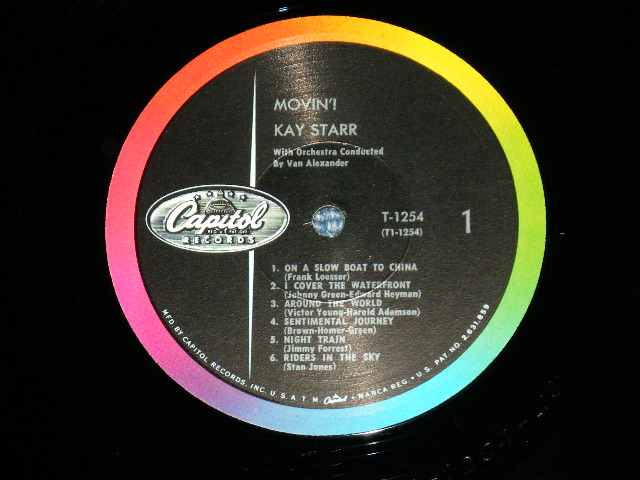 MOVIN'!
KAY STARR
With Orchestra Conducted
By Van Alexander
Capitol
RECORDS
T-1254
(T1-1254)
1
1. ON A SLOW BOAT TO CHINA
(Frank Loesser)
2. I COVER THE WATERFRONT
(Johnny Green-Edward Heyman)
3. AROUND THE WORLD
(Victor Young-Harold Adamson)
4. SENTIMENTAL JOURNEY
(Brown-Homer-Green)
5. NIGHT TRAIN
(Jimmy Forrest)
6. RIDERS IN THE SKY
(Stan Jones)
MFD BY CAPITOL RECORDS, INC. U.S.A. T.M. Capitol • MARCA REG. • U.S. PAT. NO. 2,631,859